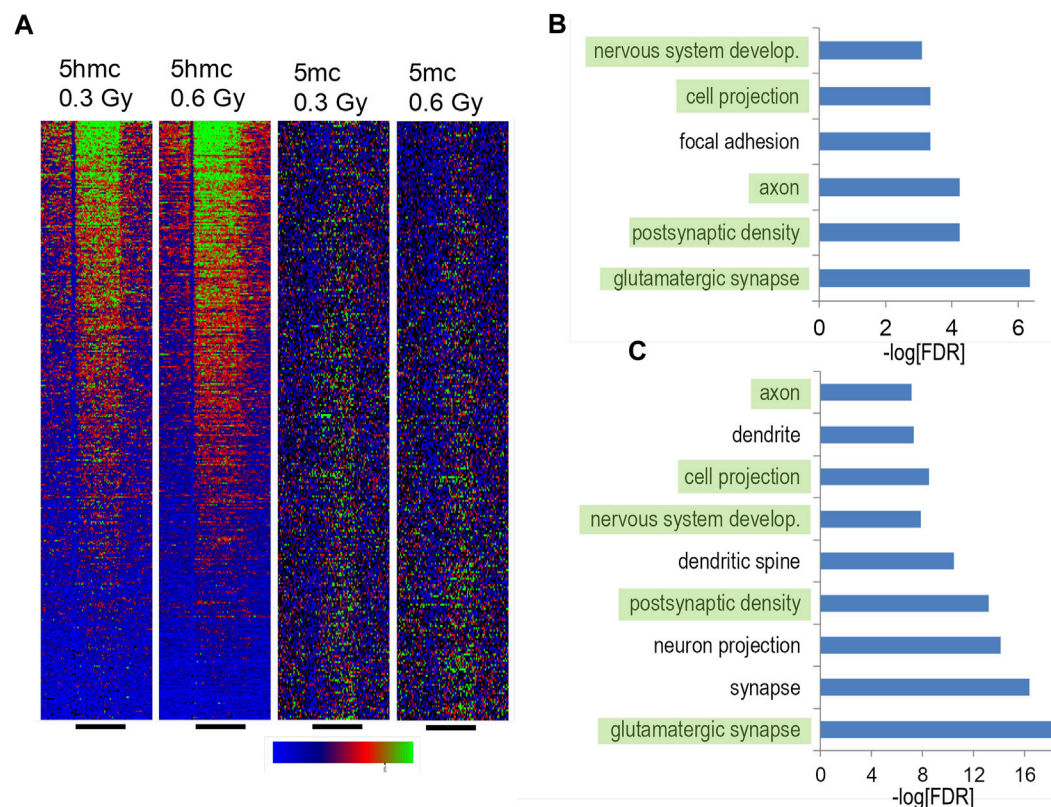 A
5hmc
0.3 Gy
5hmc
0.6 Gy
5mc
0.3 Gy
5mc
0.6 Gy
B
nervous system develop.
cell projection
focal adhesion
axon
postsynaptic density
glutamatergic synapse
0 2 4 6
-log[FDR]
C
axon
dendrite
cell projection
nervous system develop.
dendritic spine
postsynaptic density
neuron projection
synapse
glutamatergic synapse
0 4 8 12 16
-log[FDR]